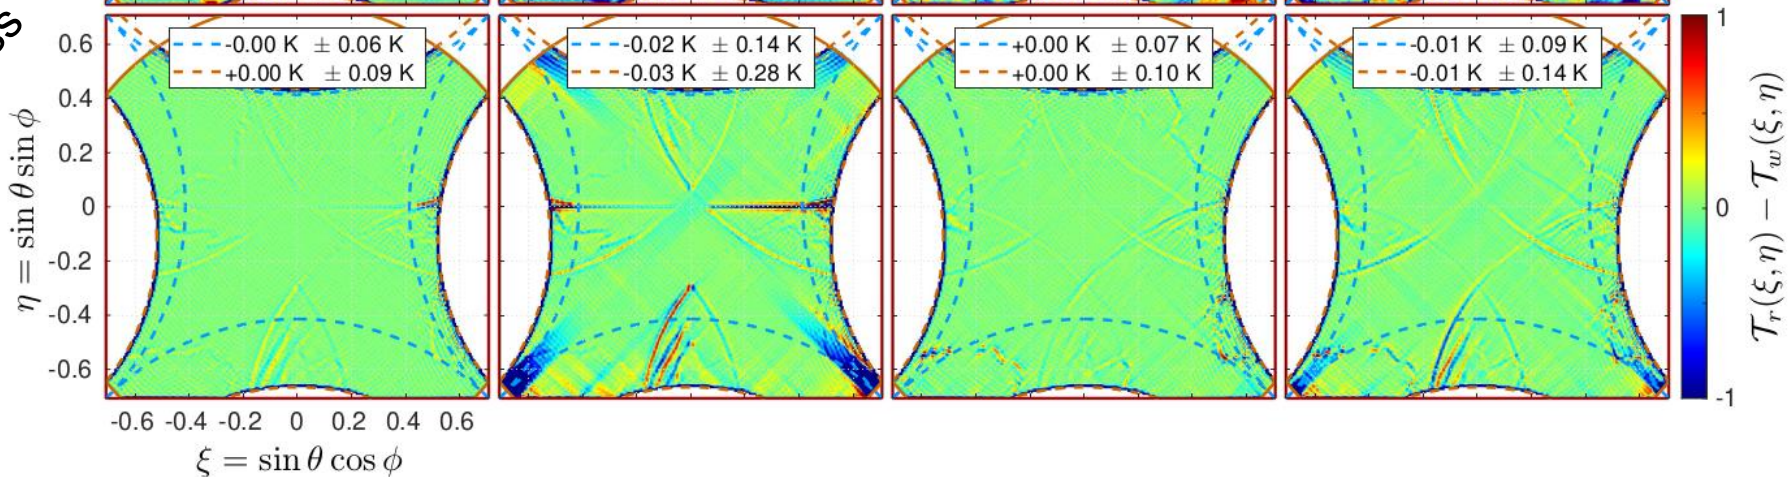 -0.00 K ± 0.06 K
+0.00 K ± 0.09 K
-0.02 K ± 0.14 K
-0.03 K ± 0.28 K
+0.00 K ± 0.07 K
+0.00 K ± 0.10 K
-0.01 K ± 0.09 K
-0.01 K ± 0.14 K
0.6
0.4
0.2
0
-0.2
-0.4
-0.6
η = sin θ sin ϕ
-0.6 -0.4 -0.2 0 0.2 0.4 0.6
ξ = sin θ cos ϕ
1
0
-1
𝒯r(ξ, η) − 𝒯w(ξ, η)